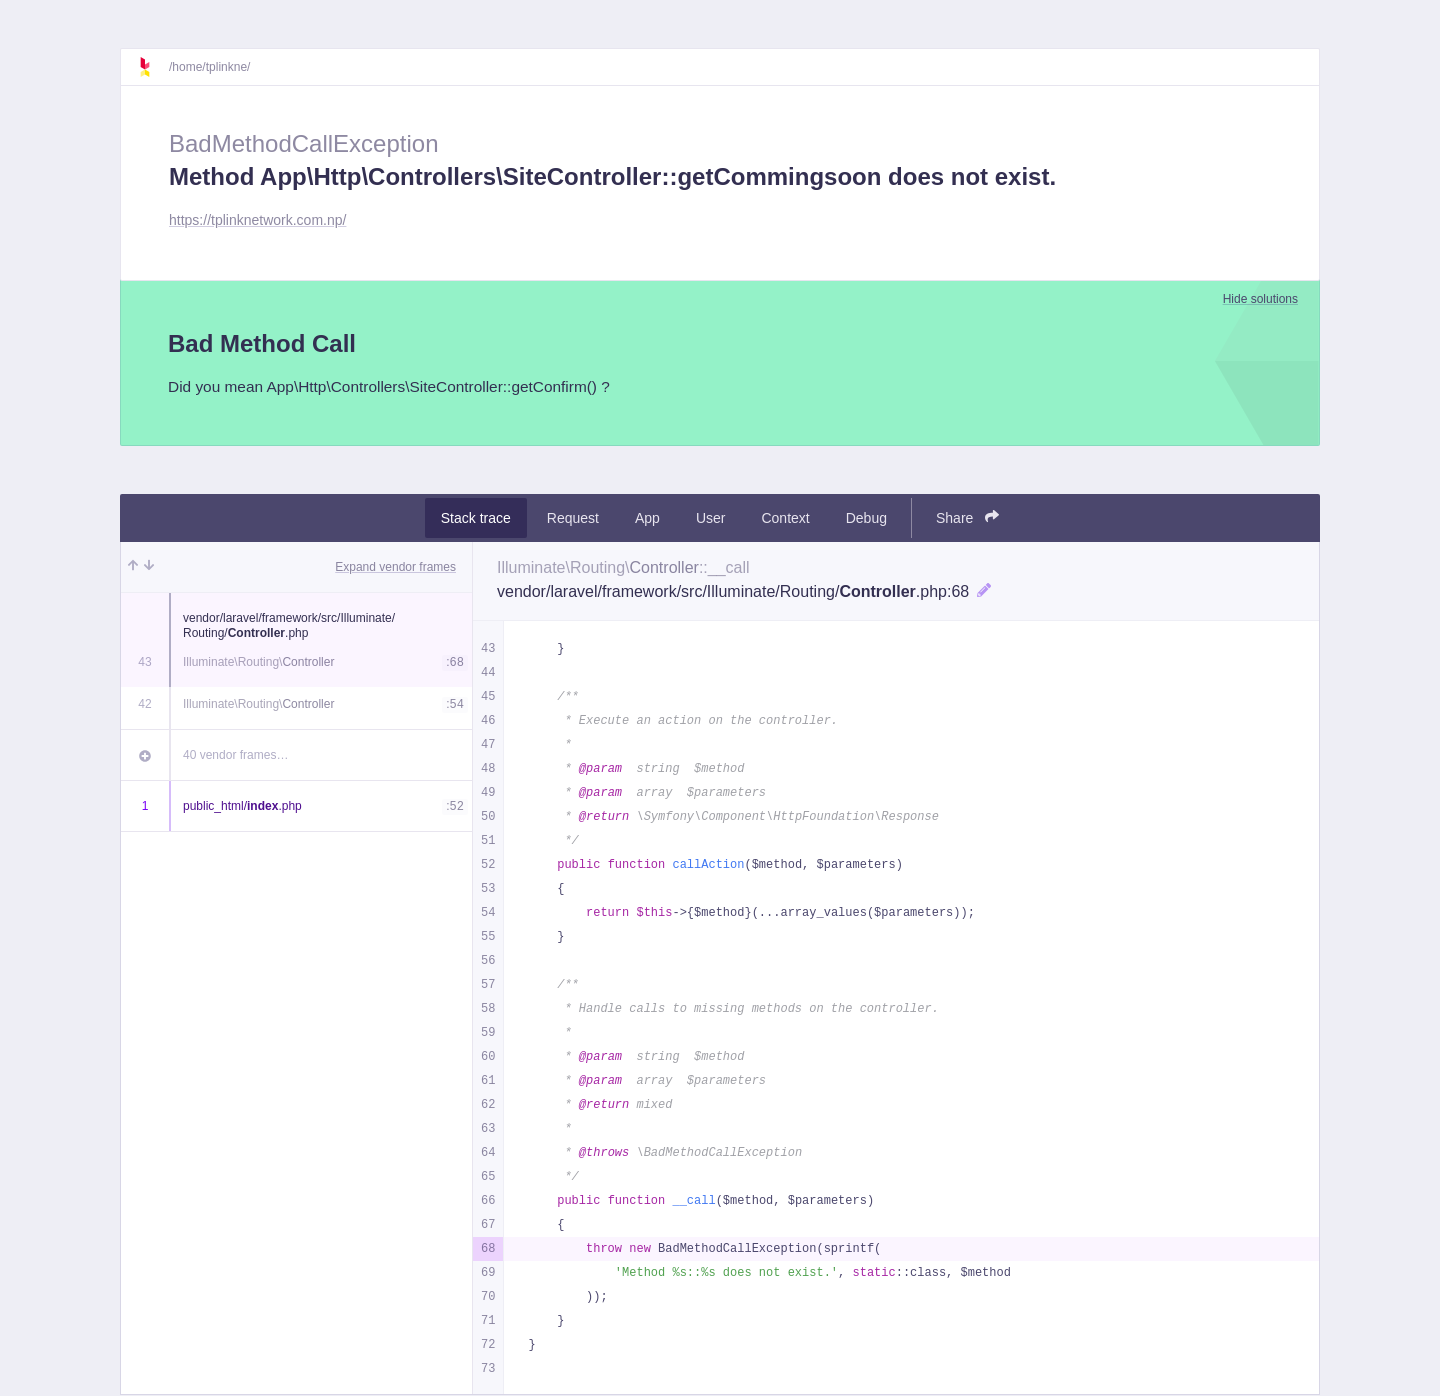 /home/tplinkne/
BadMethodCallException
Method App\Http\Controllers\SiteController::getCommingsoon does not exist.
https://tplinknetwork.com.np/
Hide solutions
Bad Method Call
Did you mean App\Http\Controllers\SiteController::getConfirm() ?
Stack trace Request App User Context Debug Share
Expand vendor frames
vendor/laravel/framework/src/Illuminate/
Routing/Controller.php
43 Illuminate\Routing\Controller :68
42 Illuminate\Routing\Controller :54
40 vendor frames…
1 public_html/index.php :52
Illuminate\Routing\Controller::__call
vendor/laravel/framework/src/Illuminate/Routing/Controller.php:68
43     }
44
45     /**
46      * Execute an action on the controller.
47      *
48      * @param  string  $method
49      * @param  array  $parameters
50      * @return \Symfony\Component\HttpFoundation\Response
51      */
52     public function callAction($method, $parameters)
53     {
54         return $this->{$method}(...array_values($parameters));
55     }
56
57     /**
58      * Handle calls to missing methods on the controller.
59      *
60      * @param  string  $method
61      * @param  array  $parameters
62      * @return mixed
63      *
64      * @throws \BadMethodCallException
65      */
66     public function __call($method, $parameters)
67     {
68         throw new BadMethodCallException(sprintf(
69             'Method %s::%s does not exist.', static::class, $method
70         ));
71     }
72 }
73